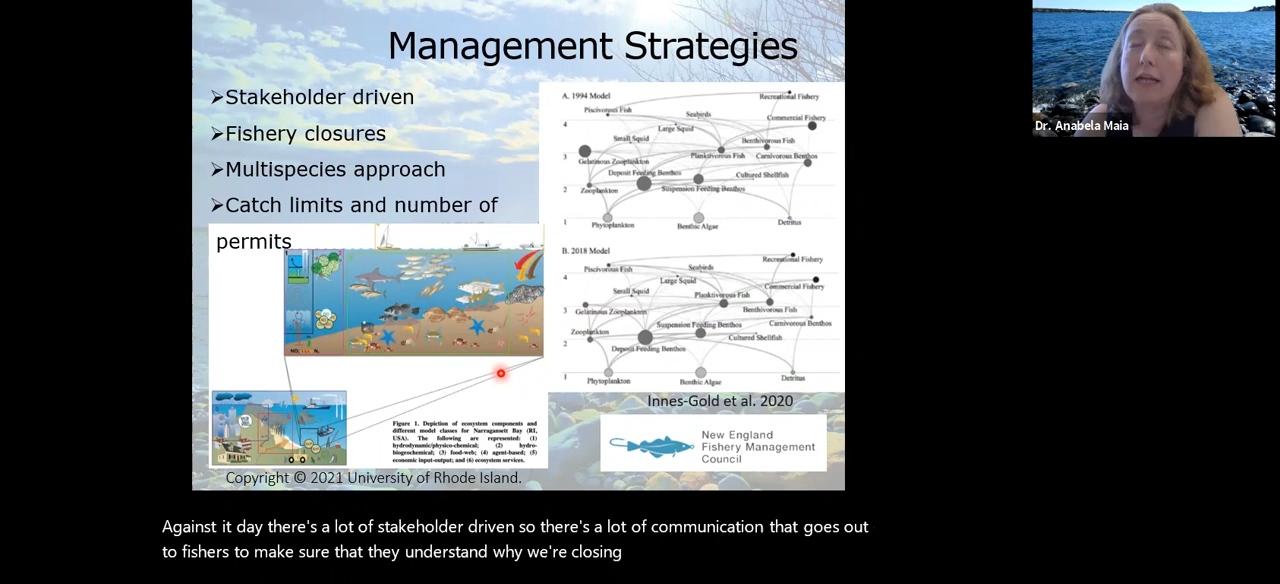 Management Strategies
➢Stakeholder driven
➢Fishery closures
➢Multispecies approach
➢Catch limits and number of
permits
A. 1994 Model
Recreational Fishery
Piscivorous Fish
Seabirds
Commercial Fishery
Large Squid
4
Small Squid
Benthivorous Fish
3
Gelatinous Zooplankton
Planktivorous Fish
Carnivorous Benthos
Deposit Feeding Benthos
Cultured Shellfish
2
Zooplankton
Suspension Feeding Benthos
1
Phytoplankton
Benthic Algae
Detritus
B. 2018 Model
Recreational Fishery
Piscivorous Fish
Seabirds
4
Large Squid
Commercial Fishery
Small Squid
Planktivorous Fish
3
Gelatinous Zooplankton
Benthivorous Fish
Zooplankton
Suspension Feeding Benthos
Carnivorous Benthos
2
Cultured Shellfish
Deposit Feeding Benthos
1
Phytoplankton
Benthic Algae
Detritus
Innes-Gold et al. 2020
Figure 1. Depiction of ecosystem components and
different model classes for Narragansett Bay (RI,
USA). The following are represented: (1)
hydrodynamic/physico-chemical; (2) hydro-
biogeochemical; (3) food-web; (4) agent-based; (5)
economic input-output; and (6) ecosystem services.
New England
Fishery Management
Council
Copyright © 2021 University of Rhode Island.
Dr. Anabela Maia
Against it day there's a lot of stakeholder driven so there's a lot of communication that goes out
to fishers to make sure that they understand why we're closing